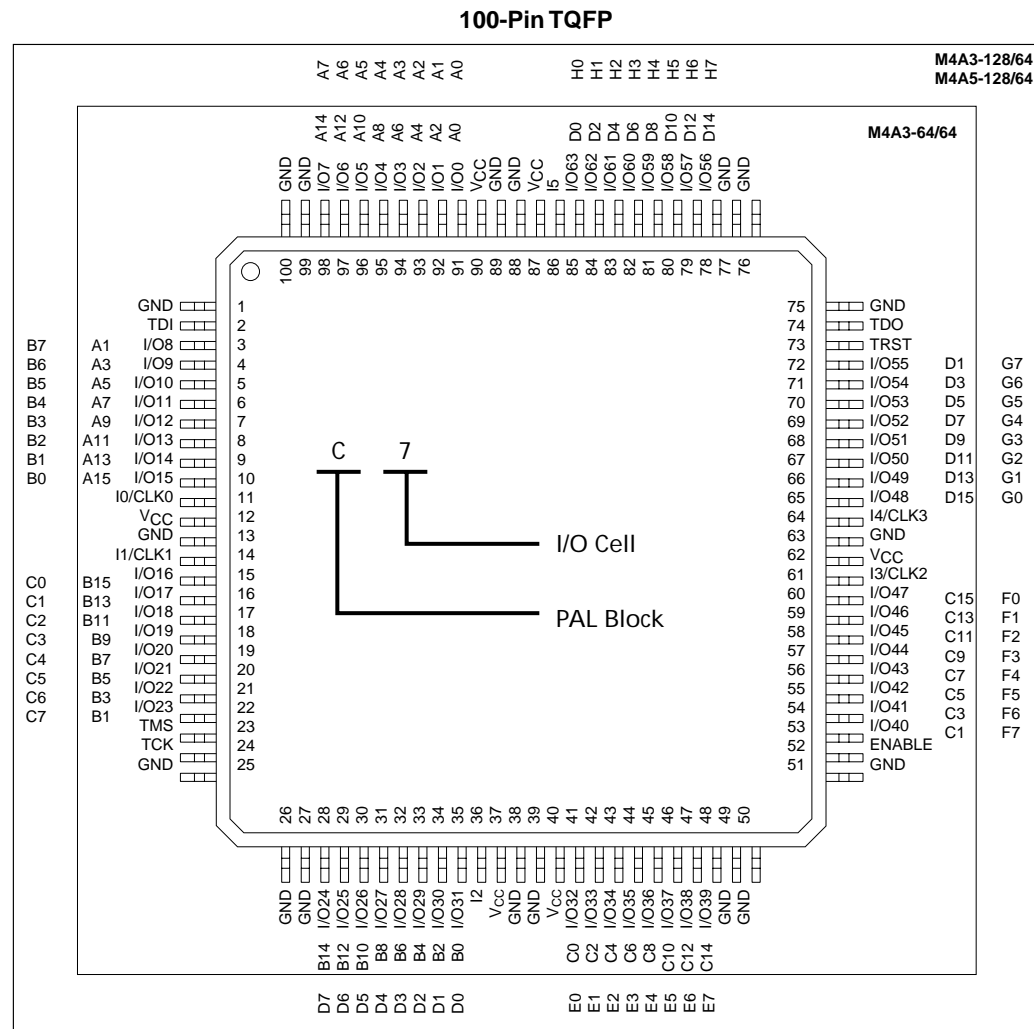 100-Pin TQFP
M4A3-128/64
M4A5-128/64
A7 A6 A5 A4 A3 A2 A1 A0 H0 H1 H2 H3 H4 H5 H6 H7
M4A3-64/64
A14 A12 A10 A8 A6 A4 A2 A0 D0 D2 D4 D6 D8 D10 D12 D14
GND GND I/O7 I/O6 I/O5 I/O4 I/O3 I/O2 I/O1 I/O0 VCC GND GND VCC I5 I/O63 I/O62 I/O61 I/O60 I/O59 I/O58 I/O57 I/O56 GND GND
100 99 98 97 96 95 94 93 92 91 90 89 88 87 86 85 84 83 82 81 80 79 78 77 76
GND 1 75 GND
TDI 2 74 TDO
B7 A1 I/O8 3 73 TRST
B6 A3 I/O9 4 72 I/O55 D1 G7
B5 A5 I/O10 5 71 I/O54 D3 G6
B4 A7 I/O11 6 70 I/O53 D5 G5
B3 A9 I/O12 7 69 I/O52 D7 G4
B2 A11 I/O13 8 68 I/O51 D9 G3
B1 A13 I/O14 9 67 I/O50 D11 G2
B0 A15 I/O15 10 66 I/O49 D13 G1
I0/CLK0 11 65 I/O48 D15 G0
VCC 12 64 I4/CLK3
GND 13 63 GND
I1/CLK1 14 62 VCC
C0 B15 I/O16 15 61 I3/CLK2
C1 B13 I/O17 16 60 I/O47 C15 F0
C2 B11 I/O18 17 59 I/O46 C13 F1
C3 B9 I/O19 18 58 I/O45 C11 F2
C4 B7 I/O20 19 57 I/O44 C9 F3
C5 B5 I/O21 20 56 I/O43 C7 F4
C6 B3 I/O22 21 55 I/O42 C5 F5
C7 B1 I/O23 22 54 I/O41 C3 F6
TMS 23 53 I/O40 C1 F7
TCK 24 52 ENABLE
GND 25 51 GND
C 7
I/O Cell
PAL Block
26 27 28 29 30 31 32 33 34 35 36 37 38 39 40 41 42 43 44 45 46 47 48 49 50
GND GND I/O24 I/O25 I/O26 I/O27 I/O28 I/O29 I/O30 I/O31 I2 VCC GND GND VCC I/O32 I/O33 I/O34 I/O35 I/O36 I/O37 I/O38 I/O39 GND GND
B14 B12 B10 B8 B6 B4 B2 B0 C0 C2 C4 C6 C8 C10 C12 C14
D7 D6 D5 D4 D3 D2 D1 D0 E0 E1 E2 E3 E4 E5 E6 E7